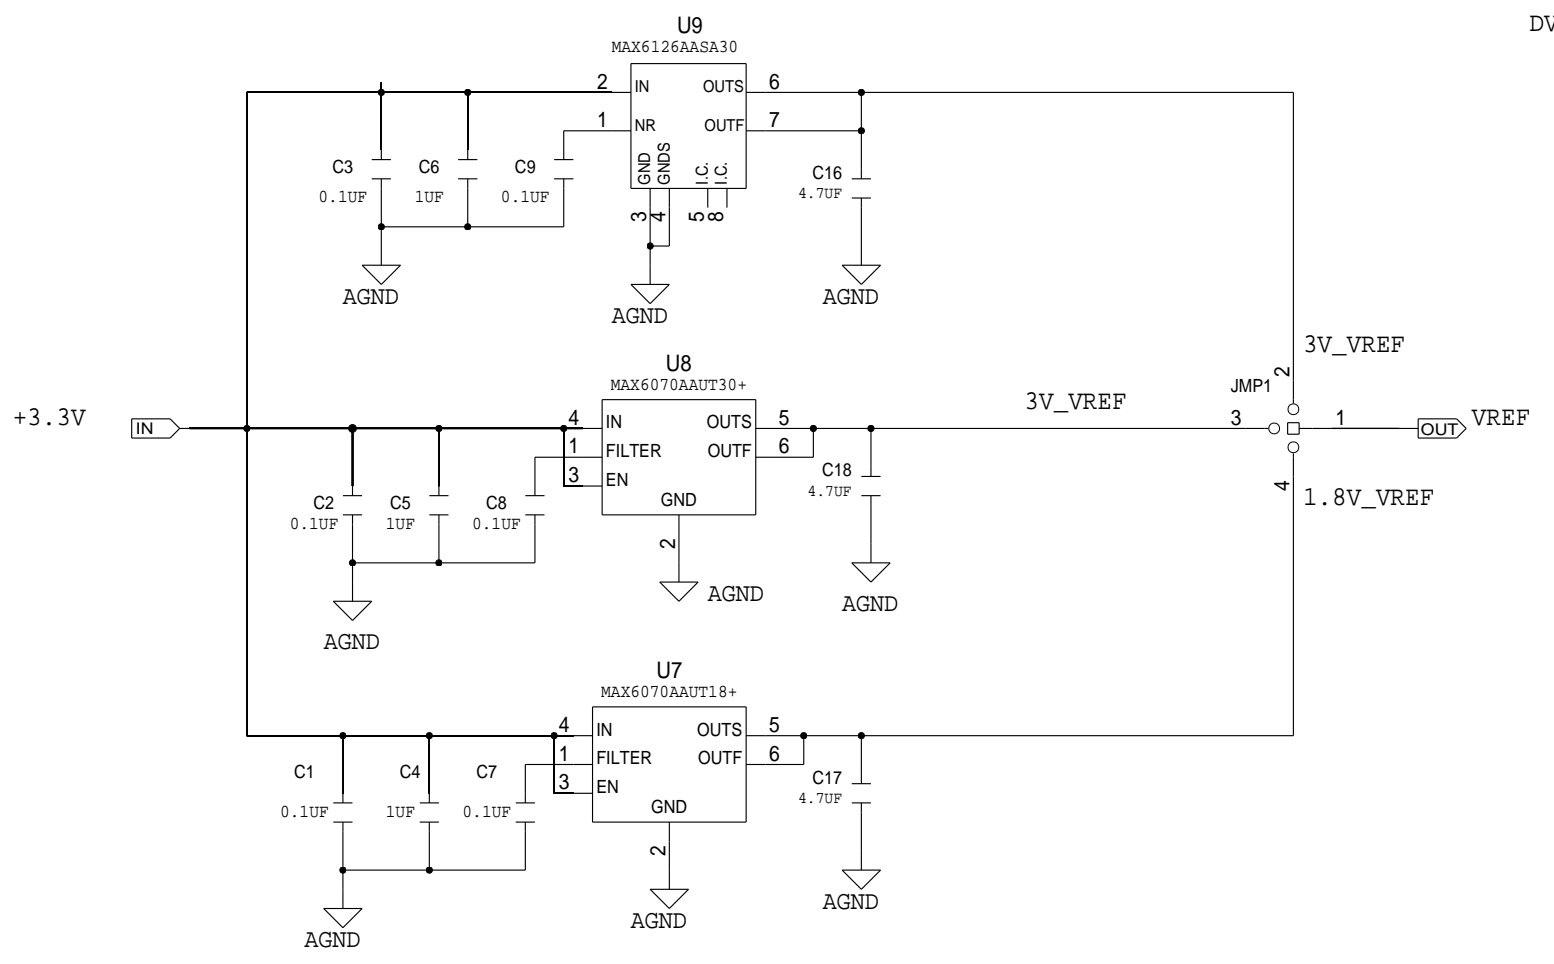 DV
U9
MAX6126AASA30
2 IN OUTS 6
1 NR OUTF 7
C3 C6 C9
0.1UF 1UF 0.1UF
GND GNDS I.C. I.C.
3 4 5 8
C16
4.7UF
AGND AGND AGND
3V_VREF
2
U8
MAX6070AAUT30+
JMP1
+3.3V IN
4 IN OUTS 5
1 FILTER OUTF 6
3 EN
GND
2
3V_VREF 3 1 OUT VREF
C2 C5 C8
0.1UF 1UF 0.1UF
C18
4.7UF
4 1.8V_VREF
AGND AGND AGND
U7
MAX6070AAUT18+
4 IN OUTS 5
1 FILTER OUTF 6
3 EN
GND
2
C1 C4 C7
0.1UF 1UF 0.1UF
C17
4.7UF
AGND AGND AGND